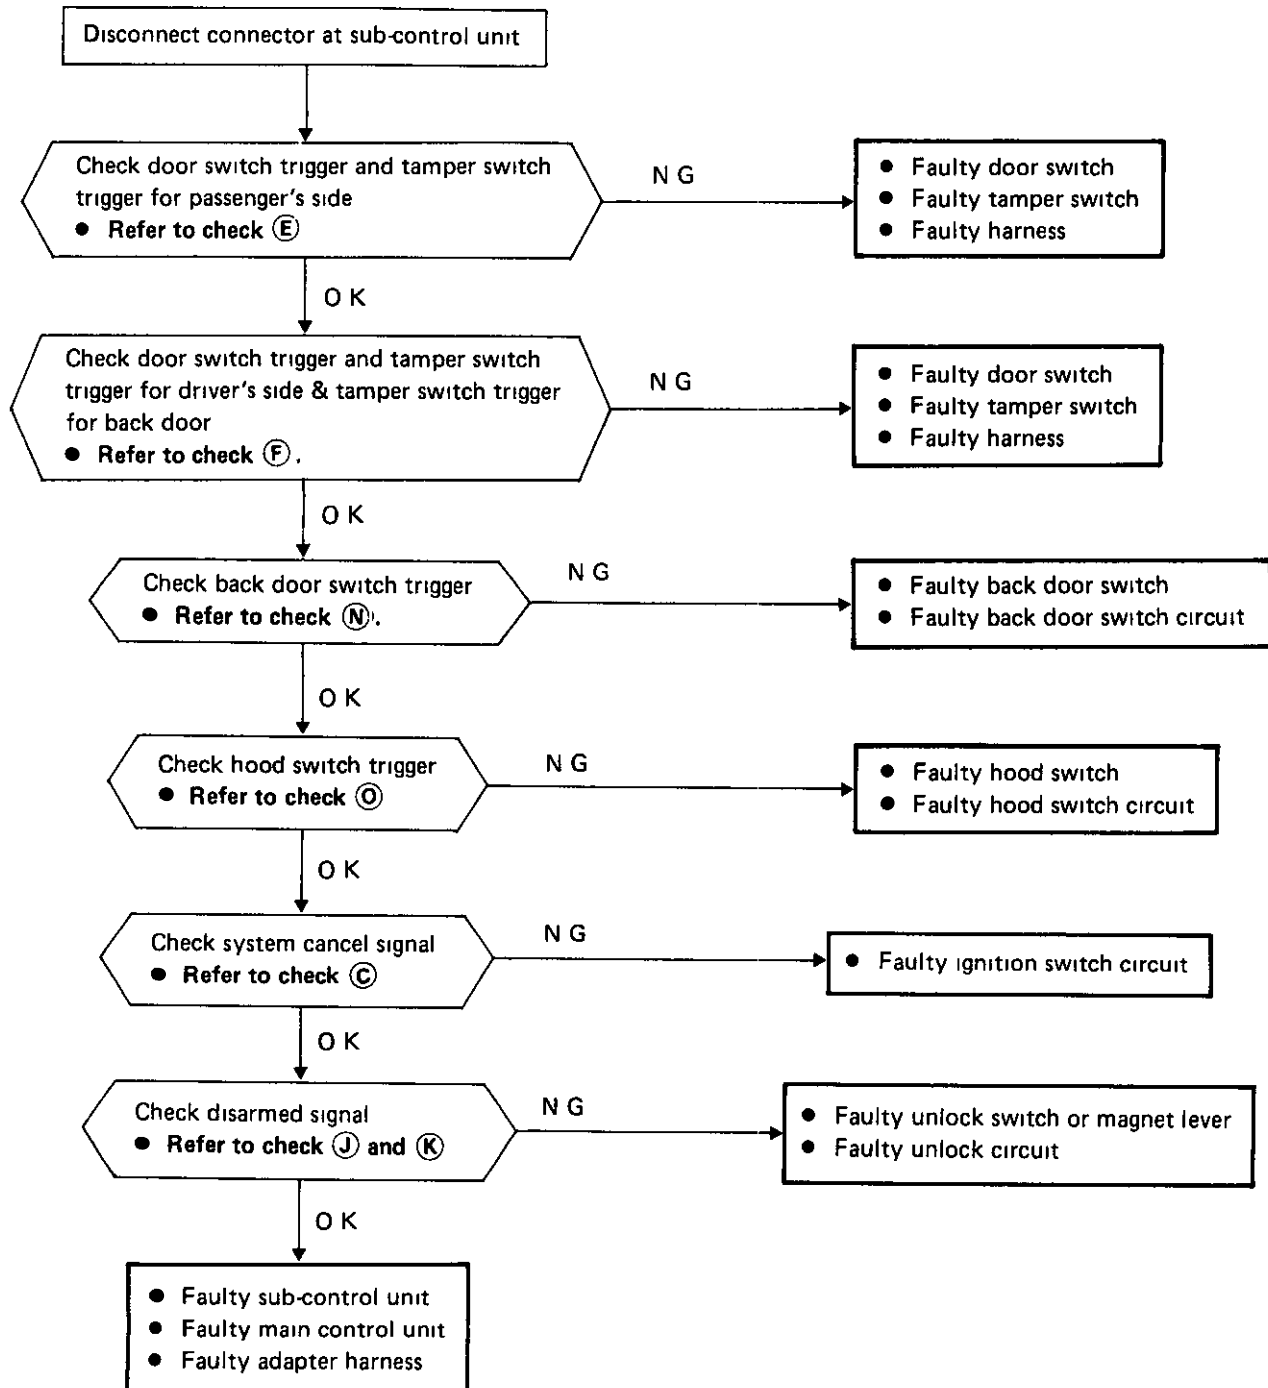 Disconnect connector at sub-control unit
Check door switch trigger and tamper switch
trigger for passenger's side
● Refer to check Ⓔ
N G
● Faulty door switch
● Faulty tamper switch
● Faulty harness
O K
Check door switch trigger and tamper switch
trigger for driver's side & tamper switch trigger
for back door
● Refer to check Ⓕ.
N G
● Faulty door switch
● Faulty tamper switch
● Faulty harness
O K
Check back door switch trigger
● Refer to check Ⓝ.
N G
● Faulty back door switch
● Faulty back door switch circuit
O K
Check hood switch trigger
● Refer to check Ⓞ
N G
● Faulty hood switch
● Faulty hood switch circuit
O K
Check system cancel signal
● Refer to check Ⓒ
N G
● Faulty ignition switch circuit
O K
Check disarmed signal
● Refer to check Ⓙ and Ⓚ
N G
● Faulty unlock switch or magnet lever
● Faulty unlock circuit
O K
● Faulty sub-control unit
● Faulty main control unit
● Faulty adapter harness